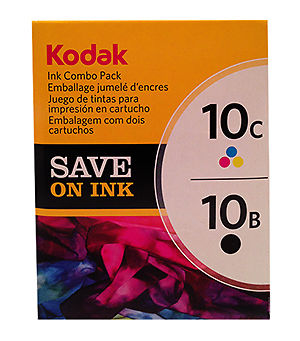 Kodak
Ink Combo Pack
Emballage jumelé d'encres
Juego de tintas para
impresión en cartucho
Embalagem com dois
cartuchos
SAVE
ON INK
10C
10B